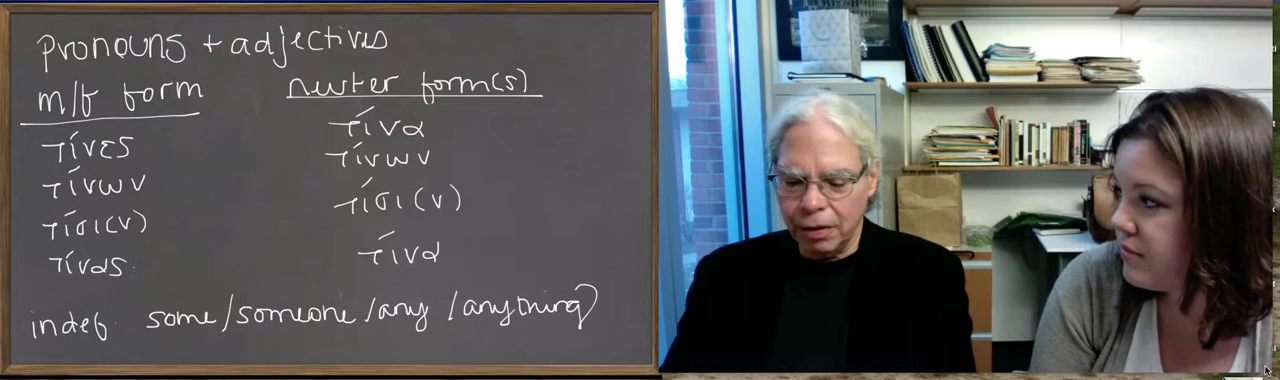 pronouns + adjectives
m/f form neuter form(s)
τίνες τίνα
τίνων τίνων
τίσι(ν) τίσι(ν)
τίνας τίνα
indef. some/someone/any/anything)